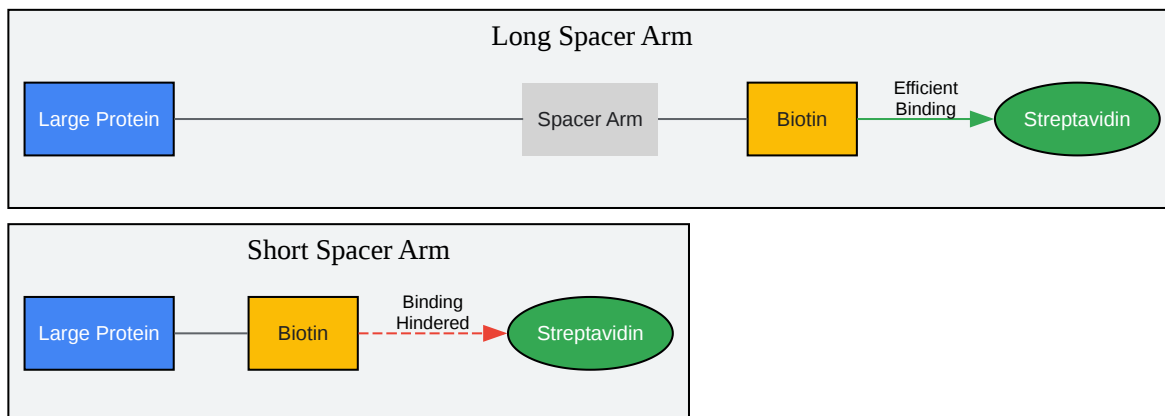 Long Spacer Arm
Large Protein
Spacer Arm
Biotin
Efficient
Binding
Streptavidin
Short Spacer Arm
Large Protein
Biotin
Binding
Hindered
Streptavidin